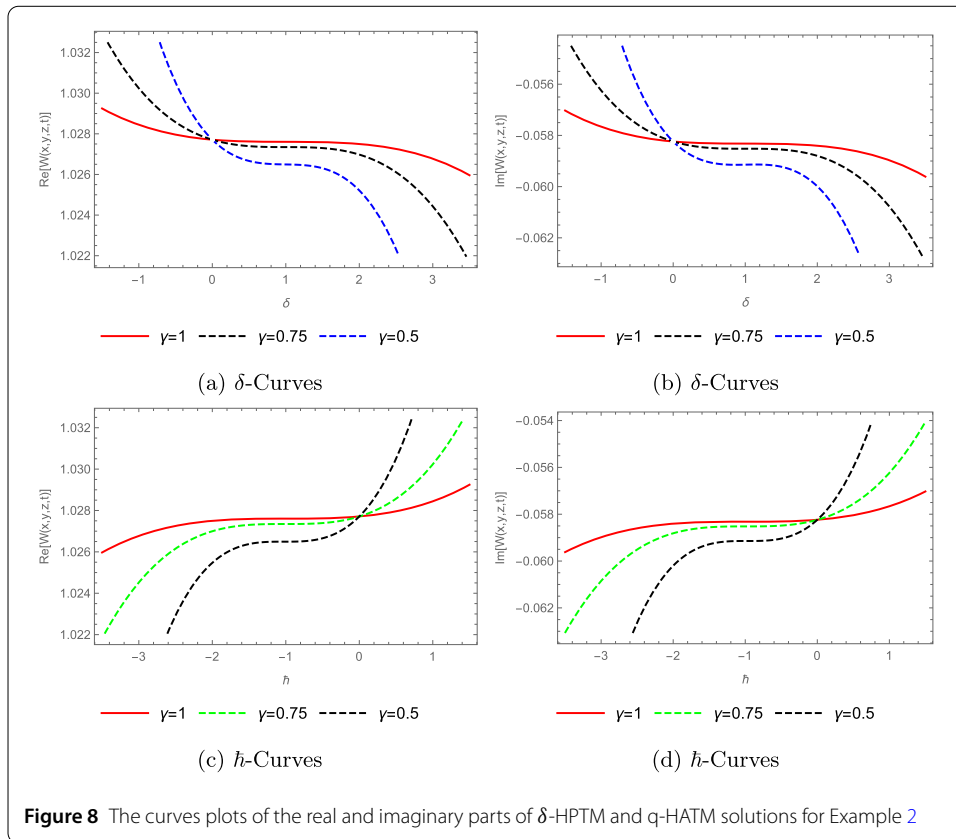 1.032
1.030
1.028
1.026
1.024
1.022
Re[W(x,y,z,t)]
−1 0 1 2 3
δ
γ=1 γ=0.75 γ=0.5
(a) δ-Curves
−0.056
−0.058
−0.060
−0.062
Im[W(x,y,z,t)]
−1 0 1 2 3
δ
γ=1 γ=0.75 γ=0.5
(b) δ-Curves
1.032
1.030
1.028
1.026
1.024
1.022
Re[W(x,y,z,t)]
−3 −2 −1 0 1
ℏ
γ=1 γ=0.75 γ=0.5
(c) ℏ-Curves
−0.054
−0.056
−0.058
−0.060
−0.062
Im[W(x,y,z,t)]
−3 −2 −1 0 1
ℏ
γ=1 γ=0.75 γ=0.5
(d) ℏ-Curves
Figure 8 The curves plots of the real and imaginary parts of δ-HPTM and q-HATM solutions for Example 2